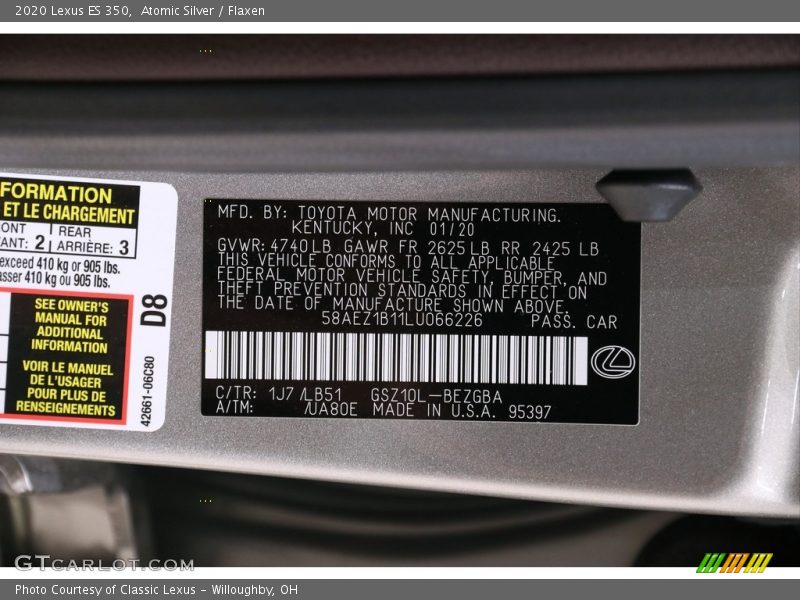 2020 Lexus ES 350,  Atomic Silver / Flaxen
FORMATION
ET LE CHARGEMENT
2 REAR
ARRIÈRE: 3
exceed 410 kg or 905 lbs.
asser 410 kg ou 905 lbs.
SEE OWNER'S
MANUAL FOR
ADDITIONAL
INFORMATION
VOIR LE MANUEL
DE L'USAGER
POUR PLUS DE
RENSEIGNEMENTS
D8
42661-06C80
MFD. BY: TOYOTA MOTOR MANUFACTURING.
KENTUCKY, INC 01/20
GVWR: 4740LB GAWR FR 2625 LB RR 2425 LB
THIS VEHICLE CONFORMS TO ALL APPLICABLE
FEDERAL MOTOR VEHICLE SAFETY, BUMPER, AND
THEFT PREVENTION STANDARDS IN EFFECT ON
THE DATE OF MANUFACTURE SHOWN ABOVE.
58AEZ1B11LU066226 PASS. CAR
C/TR: 1J7 /LB51 GSZ10L-BEZGBA
A/TM: /UA80E MADE IN U.S.A. 95397
GTCARLOT.COM
Photo Courtesy of Classic Lexus - Willoughby, OH